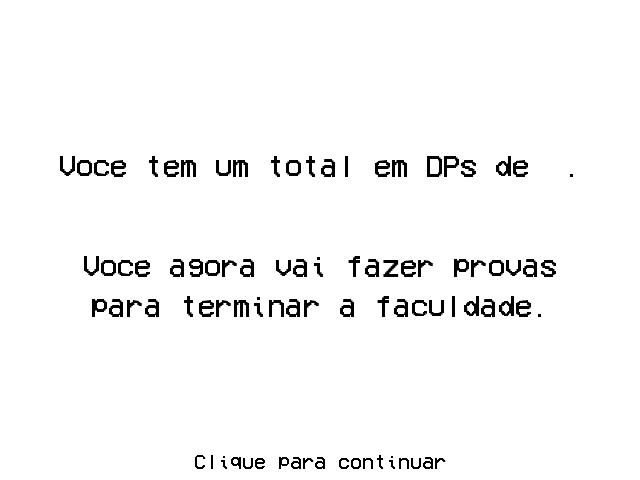 Voce tem um total em DPs de  .
Voce agora vai fazer provas
para terminar a faculdade.
Clique para continuar